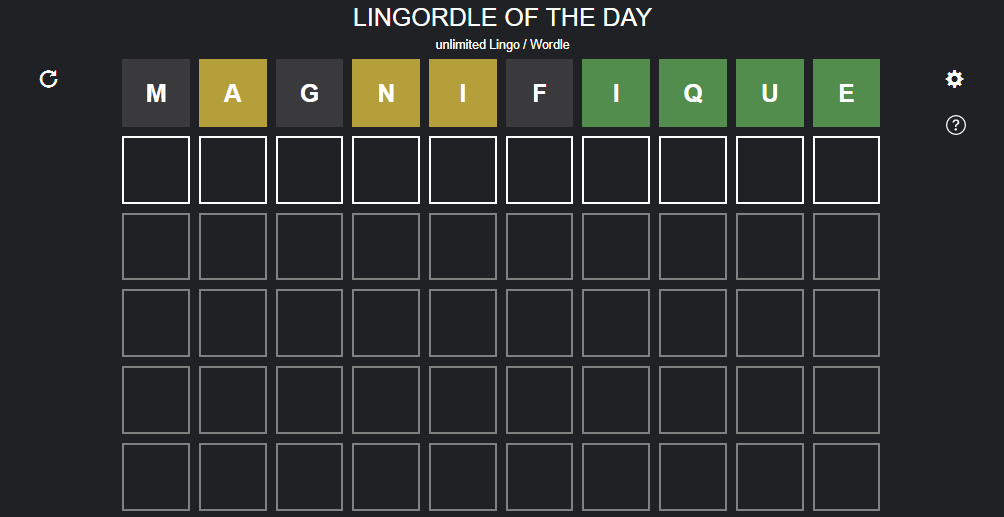 LINGORDLE OF THE DAY
unlimited Lingo / Wordle
M A G N I F I Q U E
?